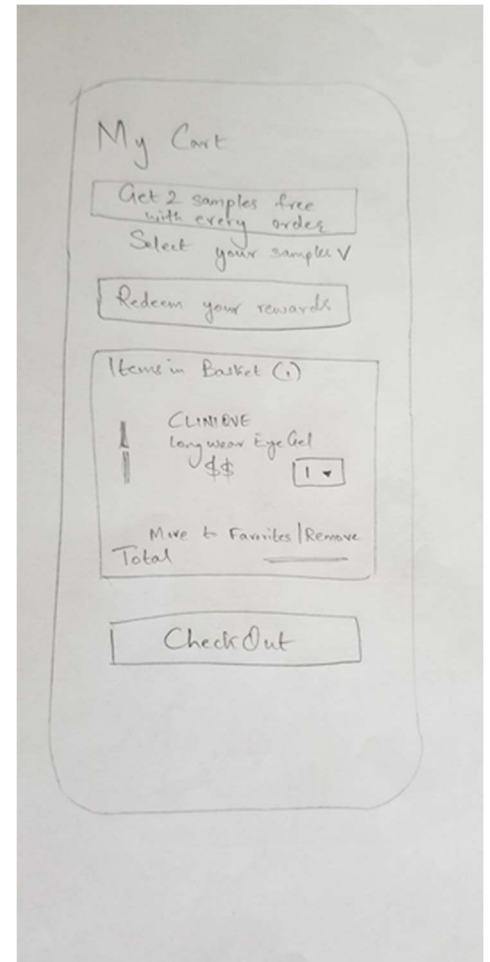 My Cart
Get 2 samples free
with every order
Select your samples V
Redeem your rewards
Items in Basket (1)
CLINIQUE
Longwear Eye Gel
$$
1
Move to Favorites | Remove
Total
CheckOut